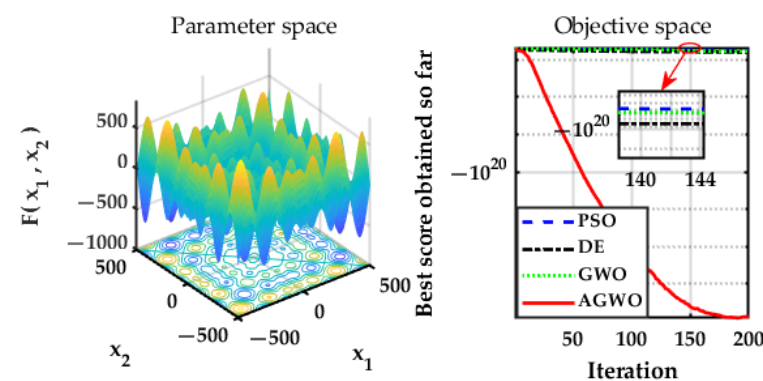 Parameter space
F( x1 , x2 )
500
0
−500
−1000
500
0
−500
−500
0
500
x2
x1
Objective space
Best score obtained so far
−10^20
−10^20
140 144
PSO
DE
GWO
AGWO
50 100 150 200
Iteration